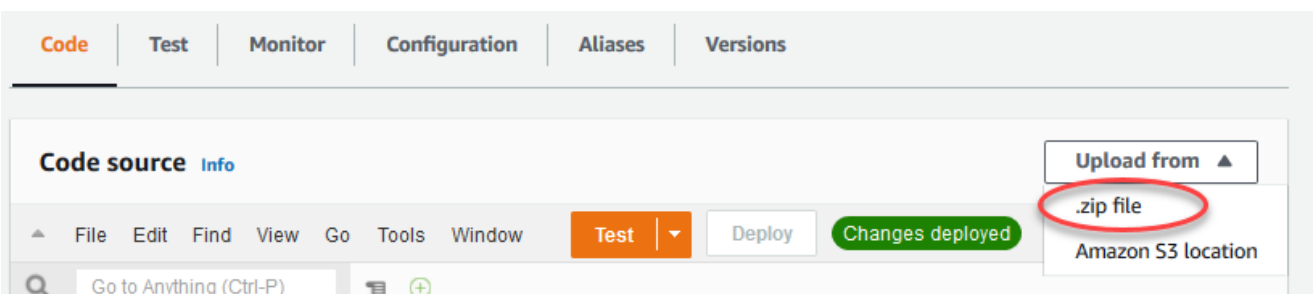 Code Test Monitor Configuration Aliases Versions
Code source Info
Upload from
.zip file
Amazon S3 location
File Edit Find View Go Tools Window Test Deploy Changes deployed
Go to Anything (Ctrl-P)